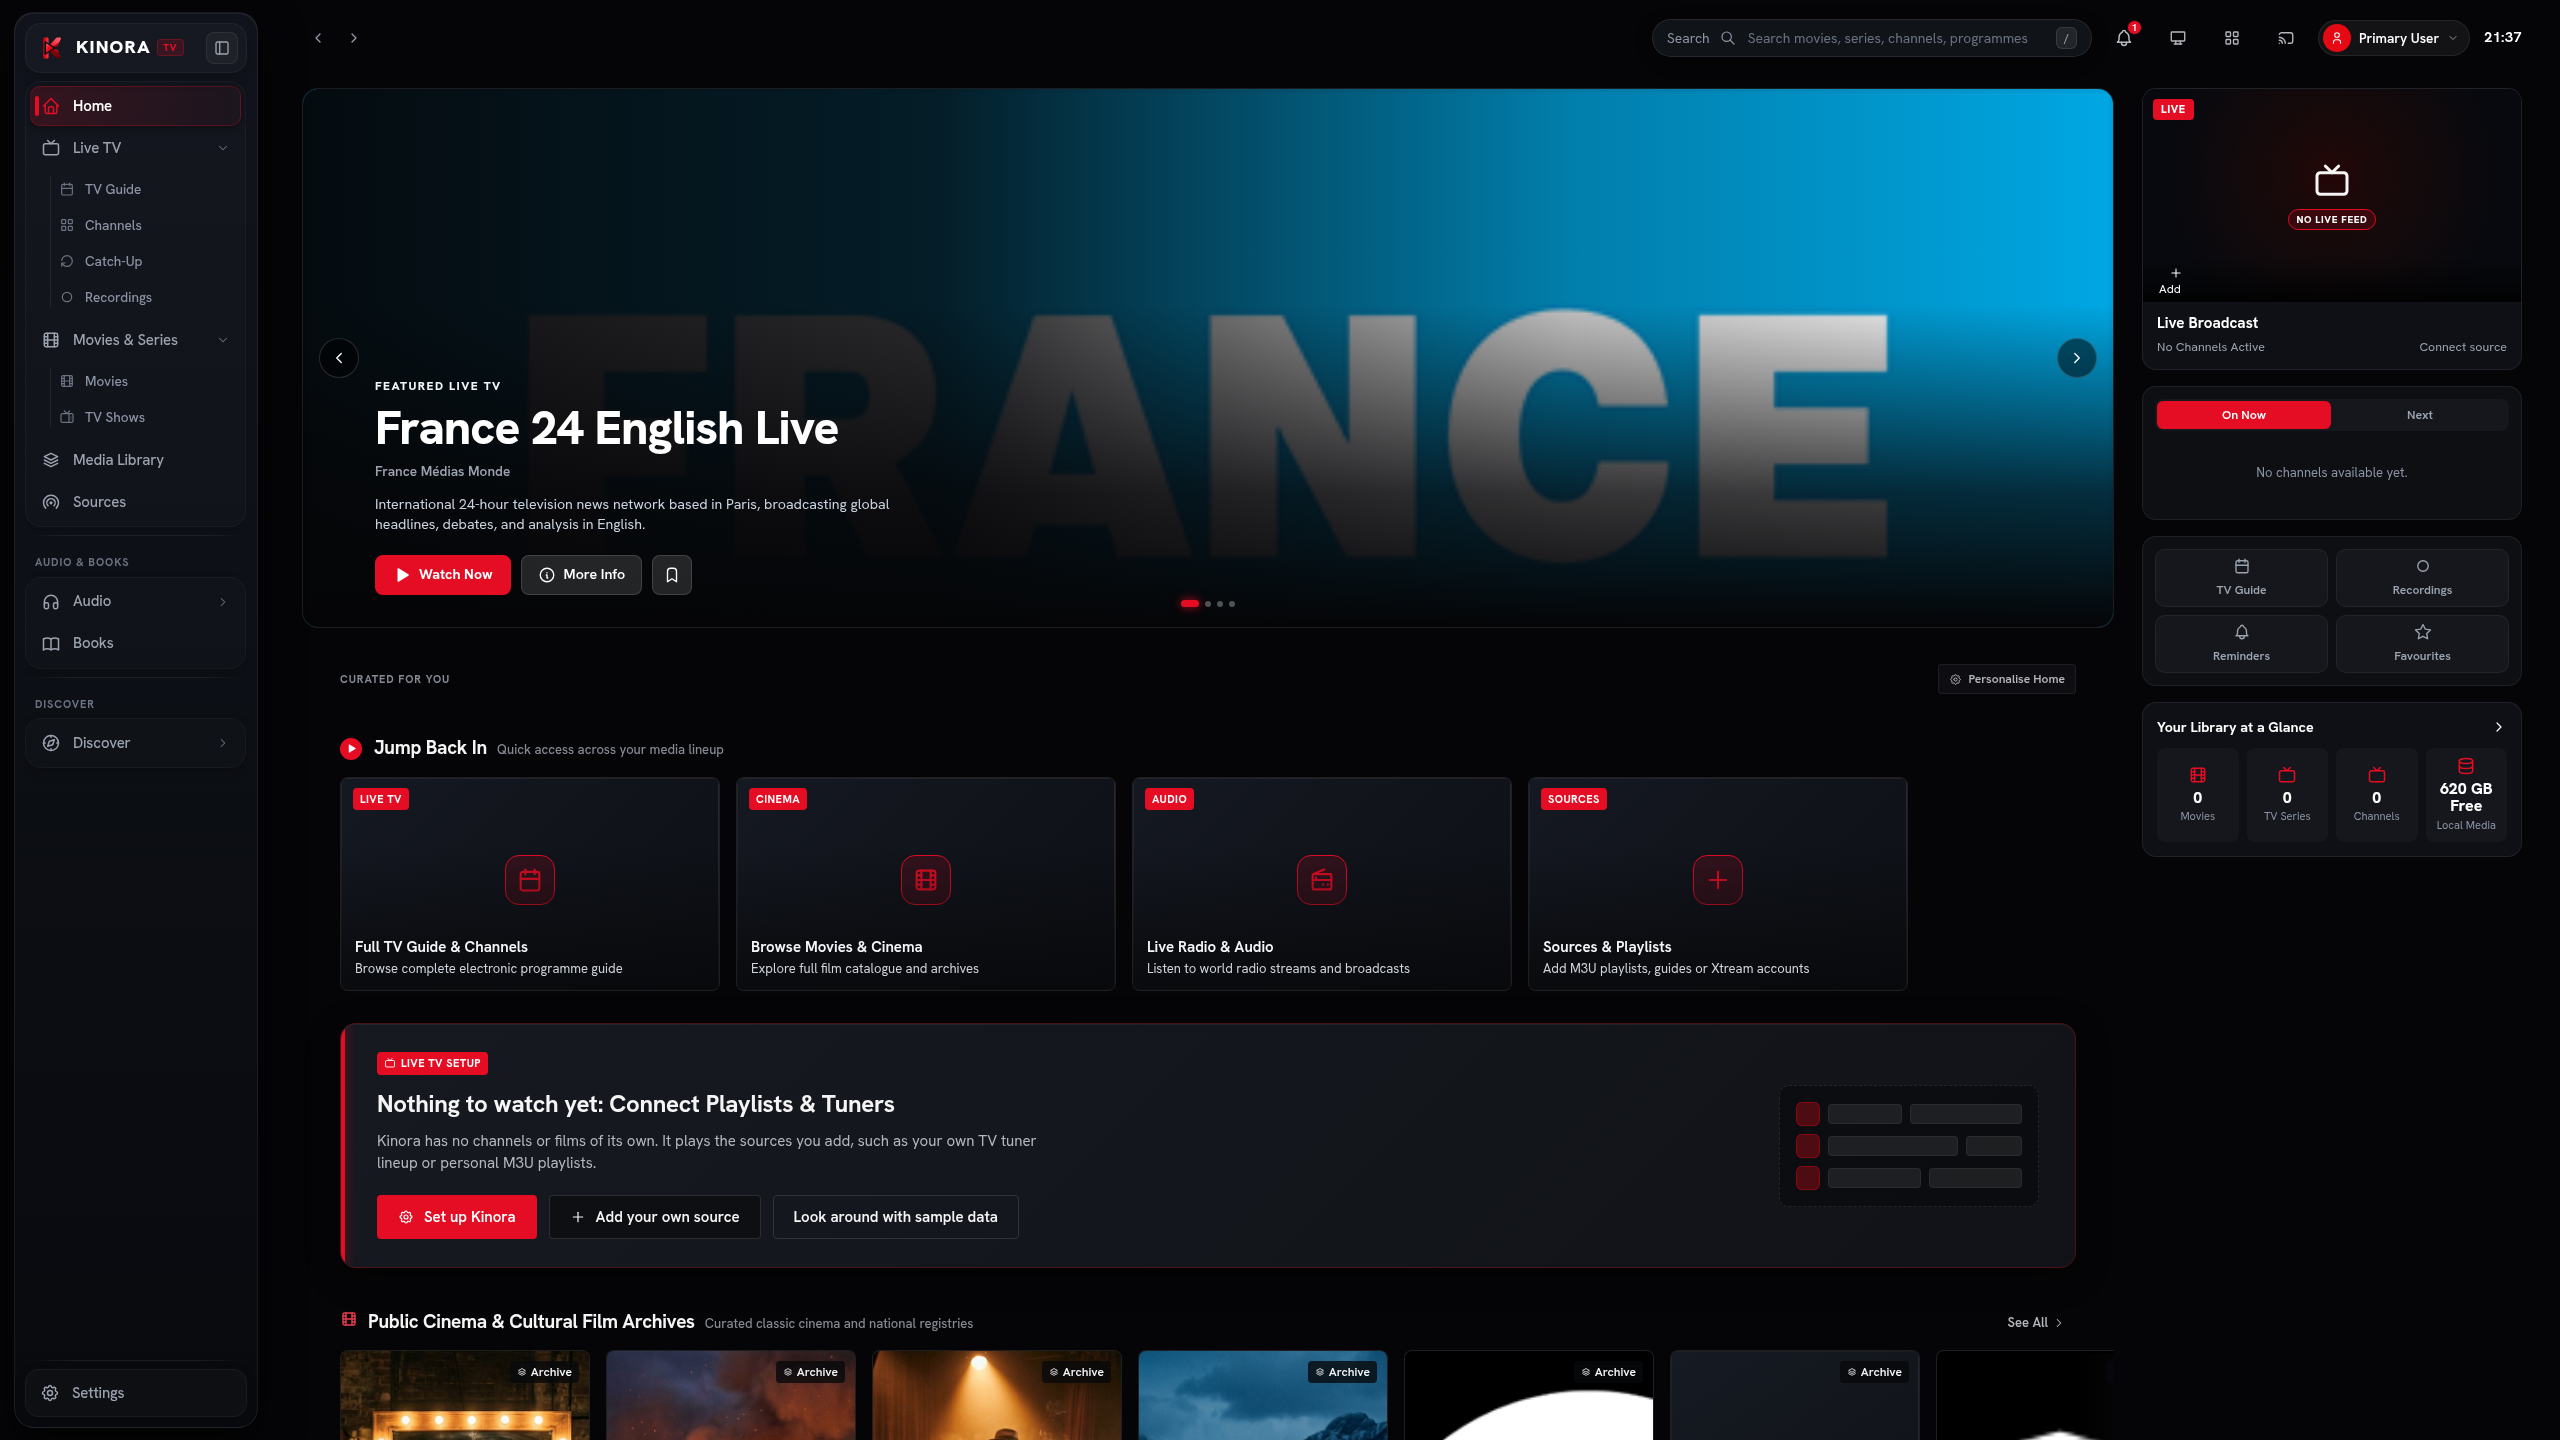 KINORA TV
Home
Live TV
TV Guide
Channels
Catch-Up
Recordings
Movies & Series
Movies
TV Shows
Media Library
Sources
AUDIO & BOOKS
Audio
Books
DISCOVER
Discover
Settings
Search Search movies, series, channels, programmes /
1
Primary User
21:37
FRANCE
FEATURED LIVE TV
France 24 English Live
France Médias Monde
International 24-hour television news network based in Paris, broadcasting global
headlines, debates, and analysis in English.
Watch Now More Info
CURATED FOR YOU
Personalise Home
Jump Back In Quick access across your media lineup
LIVE TV
Full TV Guide & Channels
Browse complete electronic programme guide
CINEMA
Browse Movies & Cinema
Explore full film catalogue and archives
AUDIO
Live Radio & Audio
Listen to world radio streams and broadcasts
SOURCES
Sources & Playlists
Add M3U playlists, guides or Xtream accounts
LIVE TV SETUP
Nothing to watch yet: Connect Playlists & Tuners
Kinora has no channels or films of its own. It plays the sources you add, such as your own TV tuner
lineup or personal M3U playlists.
Set up Kinora Add your own source Look around with sample data
Public Cinema & Cultural Film Archives Curated classic cinema and national registries
See All
Archive
Archive
Archive
Archive
Archive
Archive
LIVE
NO LIVE FEED
Add
Live Broadcast
No Channels Active Connect source
On Now Next
No channels available yet.
TV Guide
Recordings
Reminders
Favourites
Your Library at a Glance
0
Movies
0
TV Series
0
Channels
620 GB
Free
Local Media